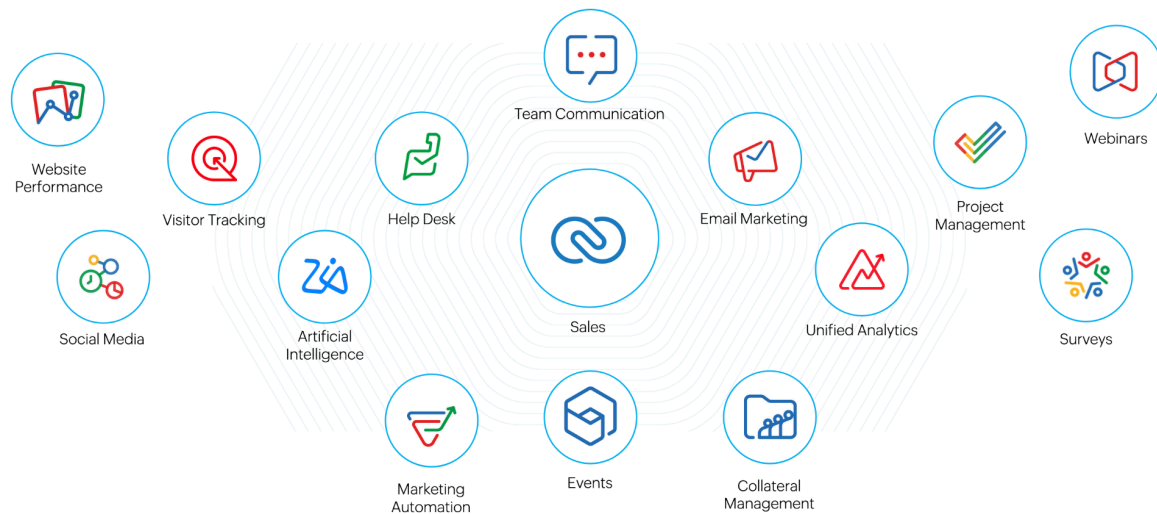 Team Communication
Webinars
Website
Performance
Visitor Tracking
Help Desk
Email Marketing
Project
Management
Social Media
Zia
Artificial
Intelligence
Sales
Unified Analytics
Surveys
Marketing
Automation
Events
Collateral
Management